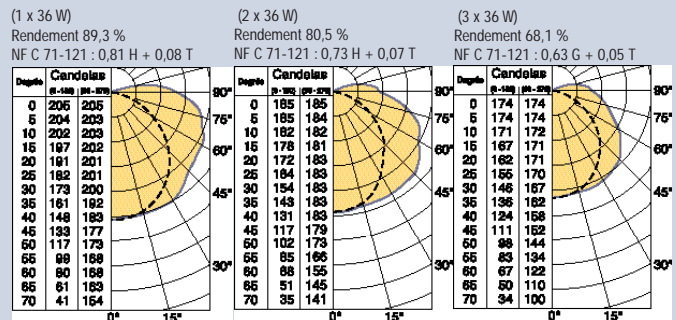 (1 x 36 W)
Rendement 89,3 %
NF C 71-121 : 0,81 H + 0,08 T
Degrés Candelas
(0 - 180) (90 - 270)
0 205 205
5 204 203
10 202 203
15 197 202
20 191 201
25 182 201
30 173 200
35 161 192
40 148 183
45 133 177
50 117 173
55 99 168
60 80 168
65 61 163
70 41 154
90°
75°
60°
45°
30°
0° 15°
(2 x 36 W)
Rendement 80,5 %
NF C 71-121 : 0,73 H + 0,07 T
Degrés Candelas
0 185 185
5 185 184
10 182 182
15 178 181
20 172 183
25 164 183
30 154 183
35 143 183
40 131 183
45 117 179
50 102 173
55 85 166
60 68 155
65 51 145
70 35 141
90°
75°
60°
45°
30°
0° 15°
(3 x 36 W)
Rendement 68,1 %
NF C 71-121 : 0,63 G + 0,05 T
Degrés Candelas
0 174 174
5 174 174
10 171 172
15 167 171
20 162 171
25 155 170
30 146 167
35 136 162
40 124 158
45 111 152
50 98 144
55 83 134
60 67 122
65 50 110
70 34 100
90°
75°
60°
45°
30°
0° 15°